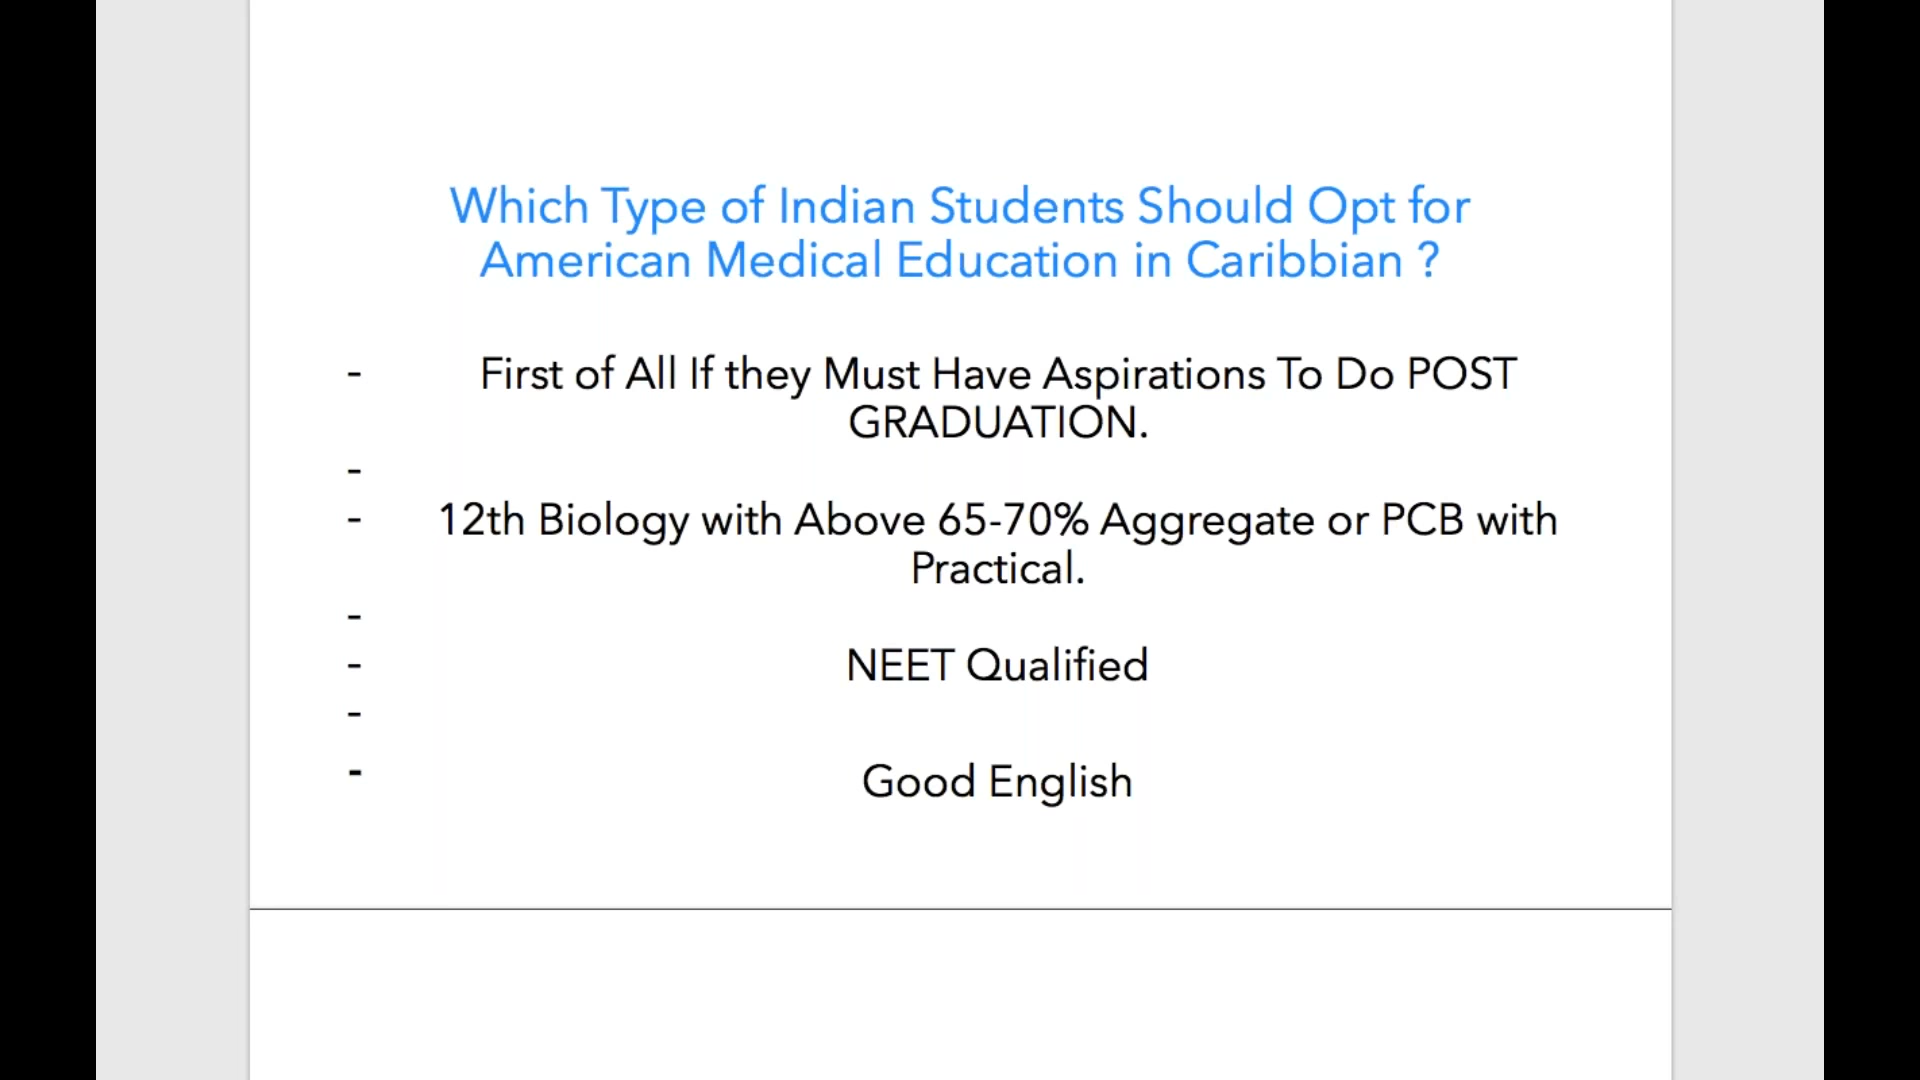 Which Type of Indian Students Should Opt for
American Medical Education in Caribbian ?
- First of All If they Must Have Aspirations To Do POST
GRADUATION.
-
- 12th Biology with Above 65-70% Aggregate or PCB with
Practical.
-
- NEET Qualified
-
- Good English